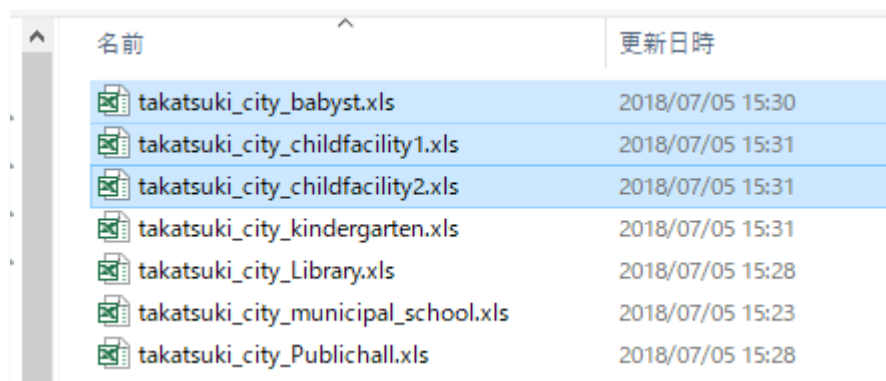 名前 更新日時
takatsuki_city_babyst.xls 2018/07/05 15:30
takatsuki_city_childfacility1.xls 2018/07/05 15:31
takatsuki_city_childfacility2.xls 2018/07/05 15:31
takatsuki_city_kindergarten.xls 2018/07/05 15:31
takatsuki_city_Library.xls 2018/07/05 15:28
takatsuki_city_municipal_school.xls 2018/07/05 15:23
takatsuki_city_Publichall.xls 2018/07/05 15:28